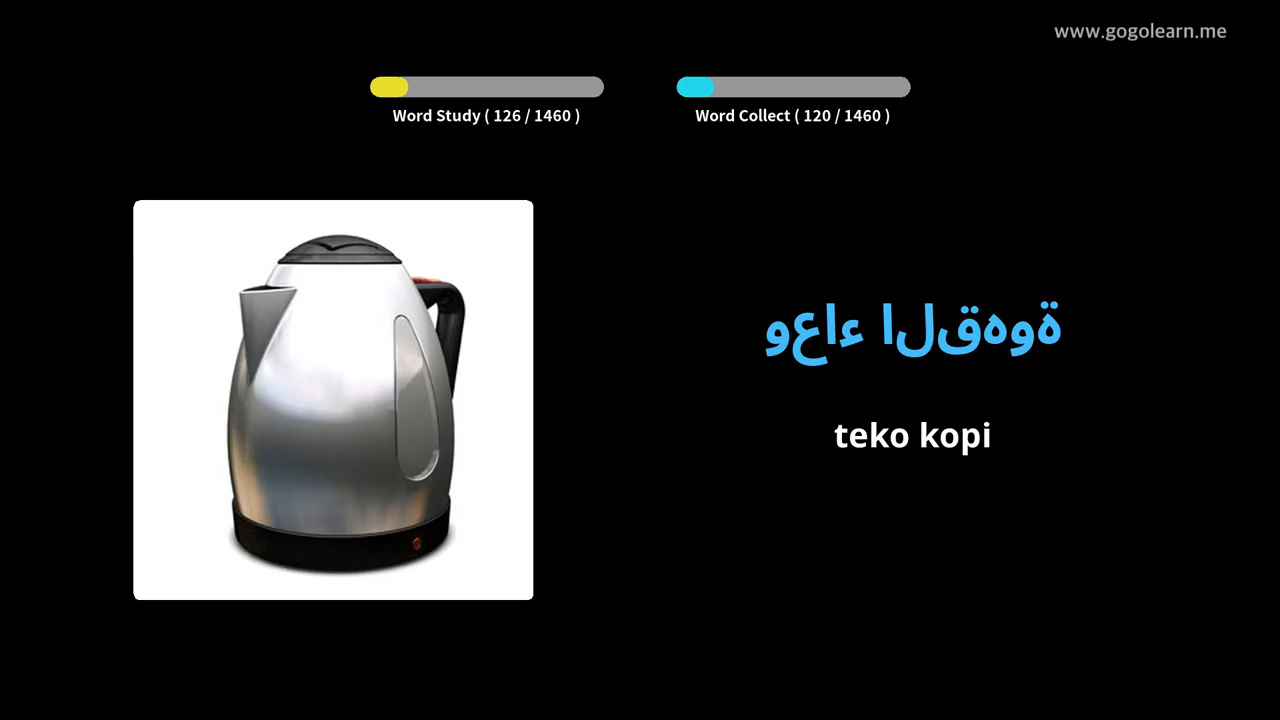 www.gogolearn.me
Word Study ( 126 / 1460 )
Word Collect ( 120 / 1460 )
وعاء القهوة
teko kopi